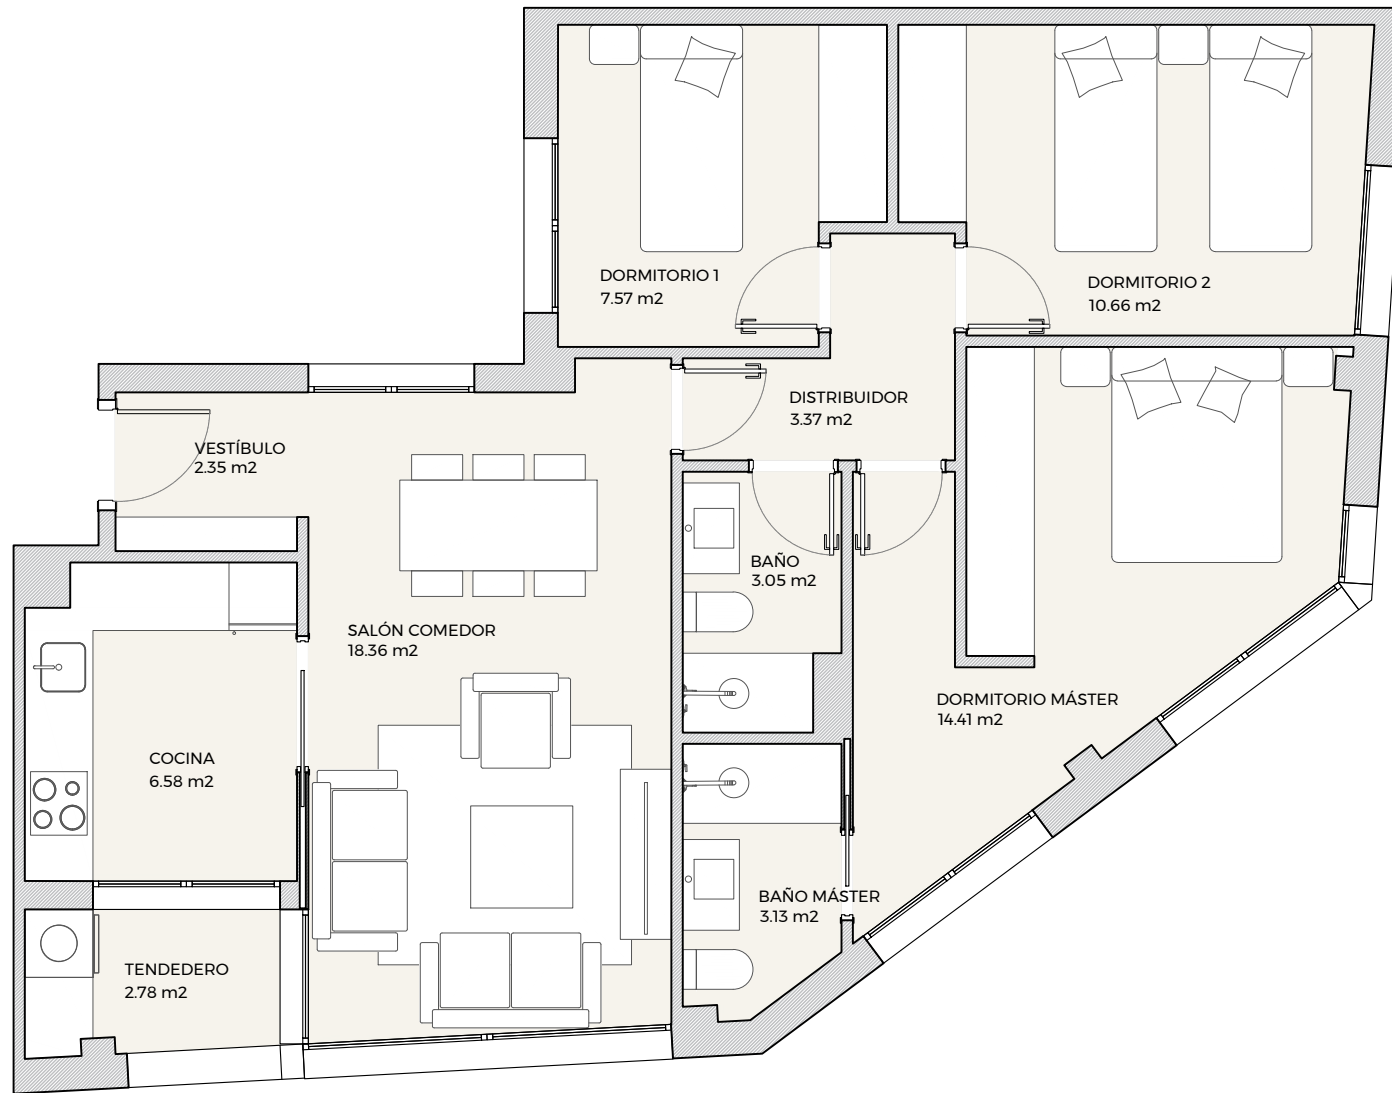 DORMITORIO 1
7.57 m2
DORMITORIO 2
10.66 m2
DISTRIBUIDOR
3.37 m2
VESTÍBULO
2.35 m2
BAÑO
3.05 m2
SALÓN COMEDOR
18.36 m2
DORMITORIO MÁSTER
14.41 m2
COCINA
6.58 m2
BAÑO MÁSTER
3.13 m2
TENDEDERO
2.78 m2